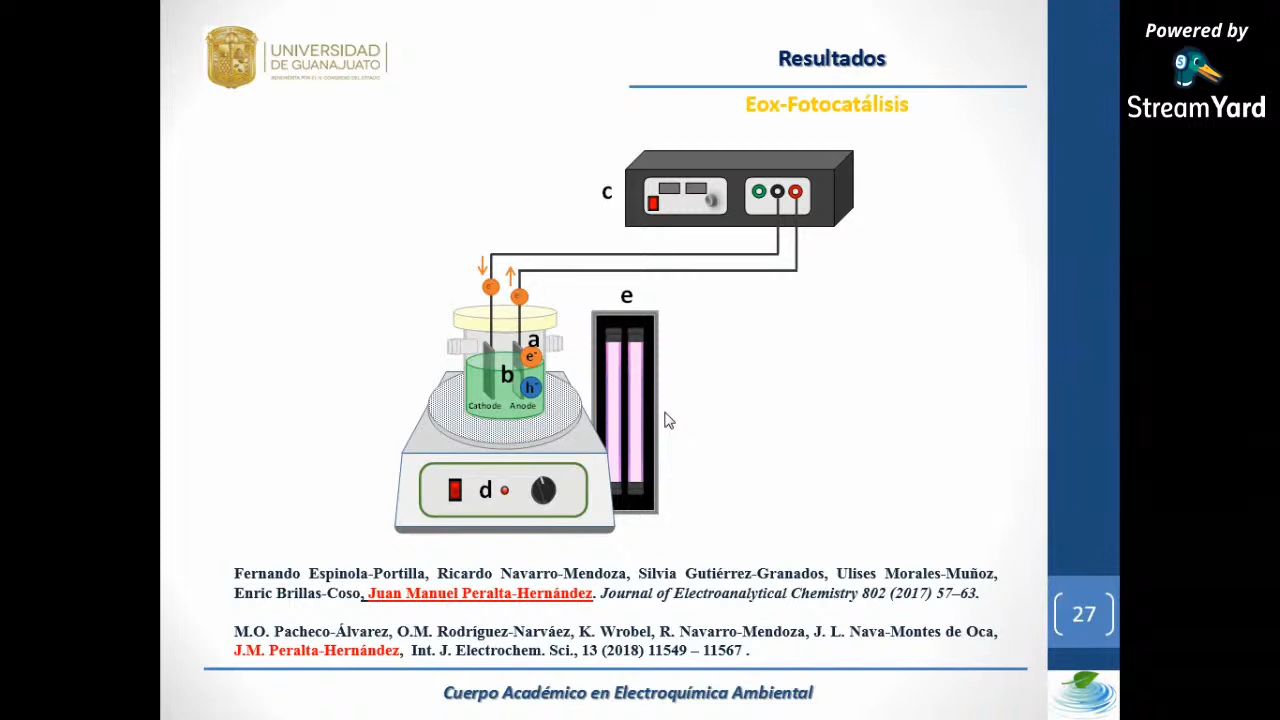 UNIVERSIDAD
DE GUANAJUATO
Resultados
Eox-Fotocatálisis
Powered by
StreamYard
c
e⁻
e⁻
e
a
e⁻
b
h⁺
Cathode
Anode
d
Fernando Espinola-Portilla, Ricardo Navarro-Mendoza, Silvia Gutiérrez-Granados, Ulises Morales-Muñoz,
Enric Brillas-Coso, Juan Manuel Peralta-Hernández. Journal of Electroanalytical Chemistry 802 (2017) 57–63.
M.O. Pacheco-Álvarez, O.M. Rodríguez-Narváez, K. Wrobel, R. Navarro-Mendoza, J. L. Nava-Montes de Oca,
J.M. Peralta-Hernández, Int. J. Electrochem. Sci., 13 (2018) 11549 – 11567 .
27
Cuerpo Académico en Electroquímica Ambiental